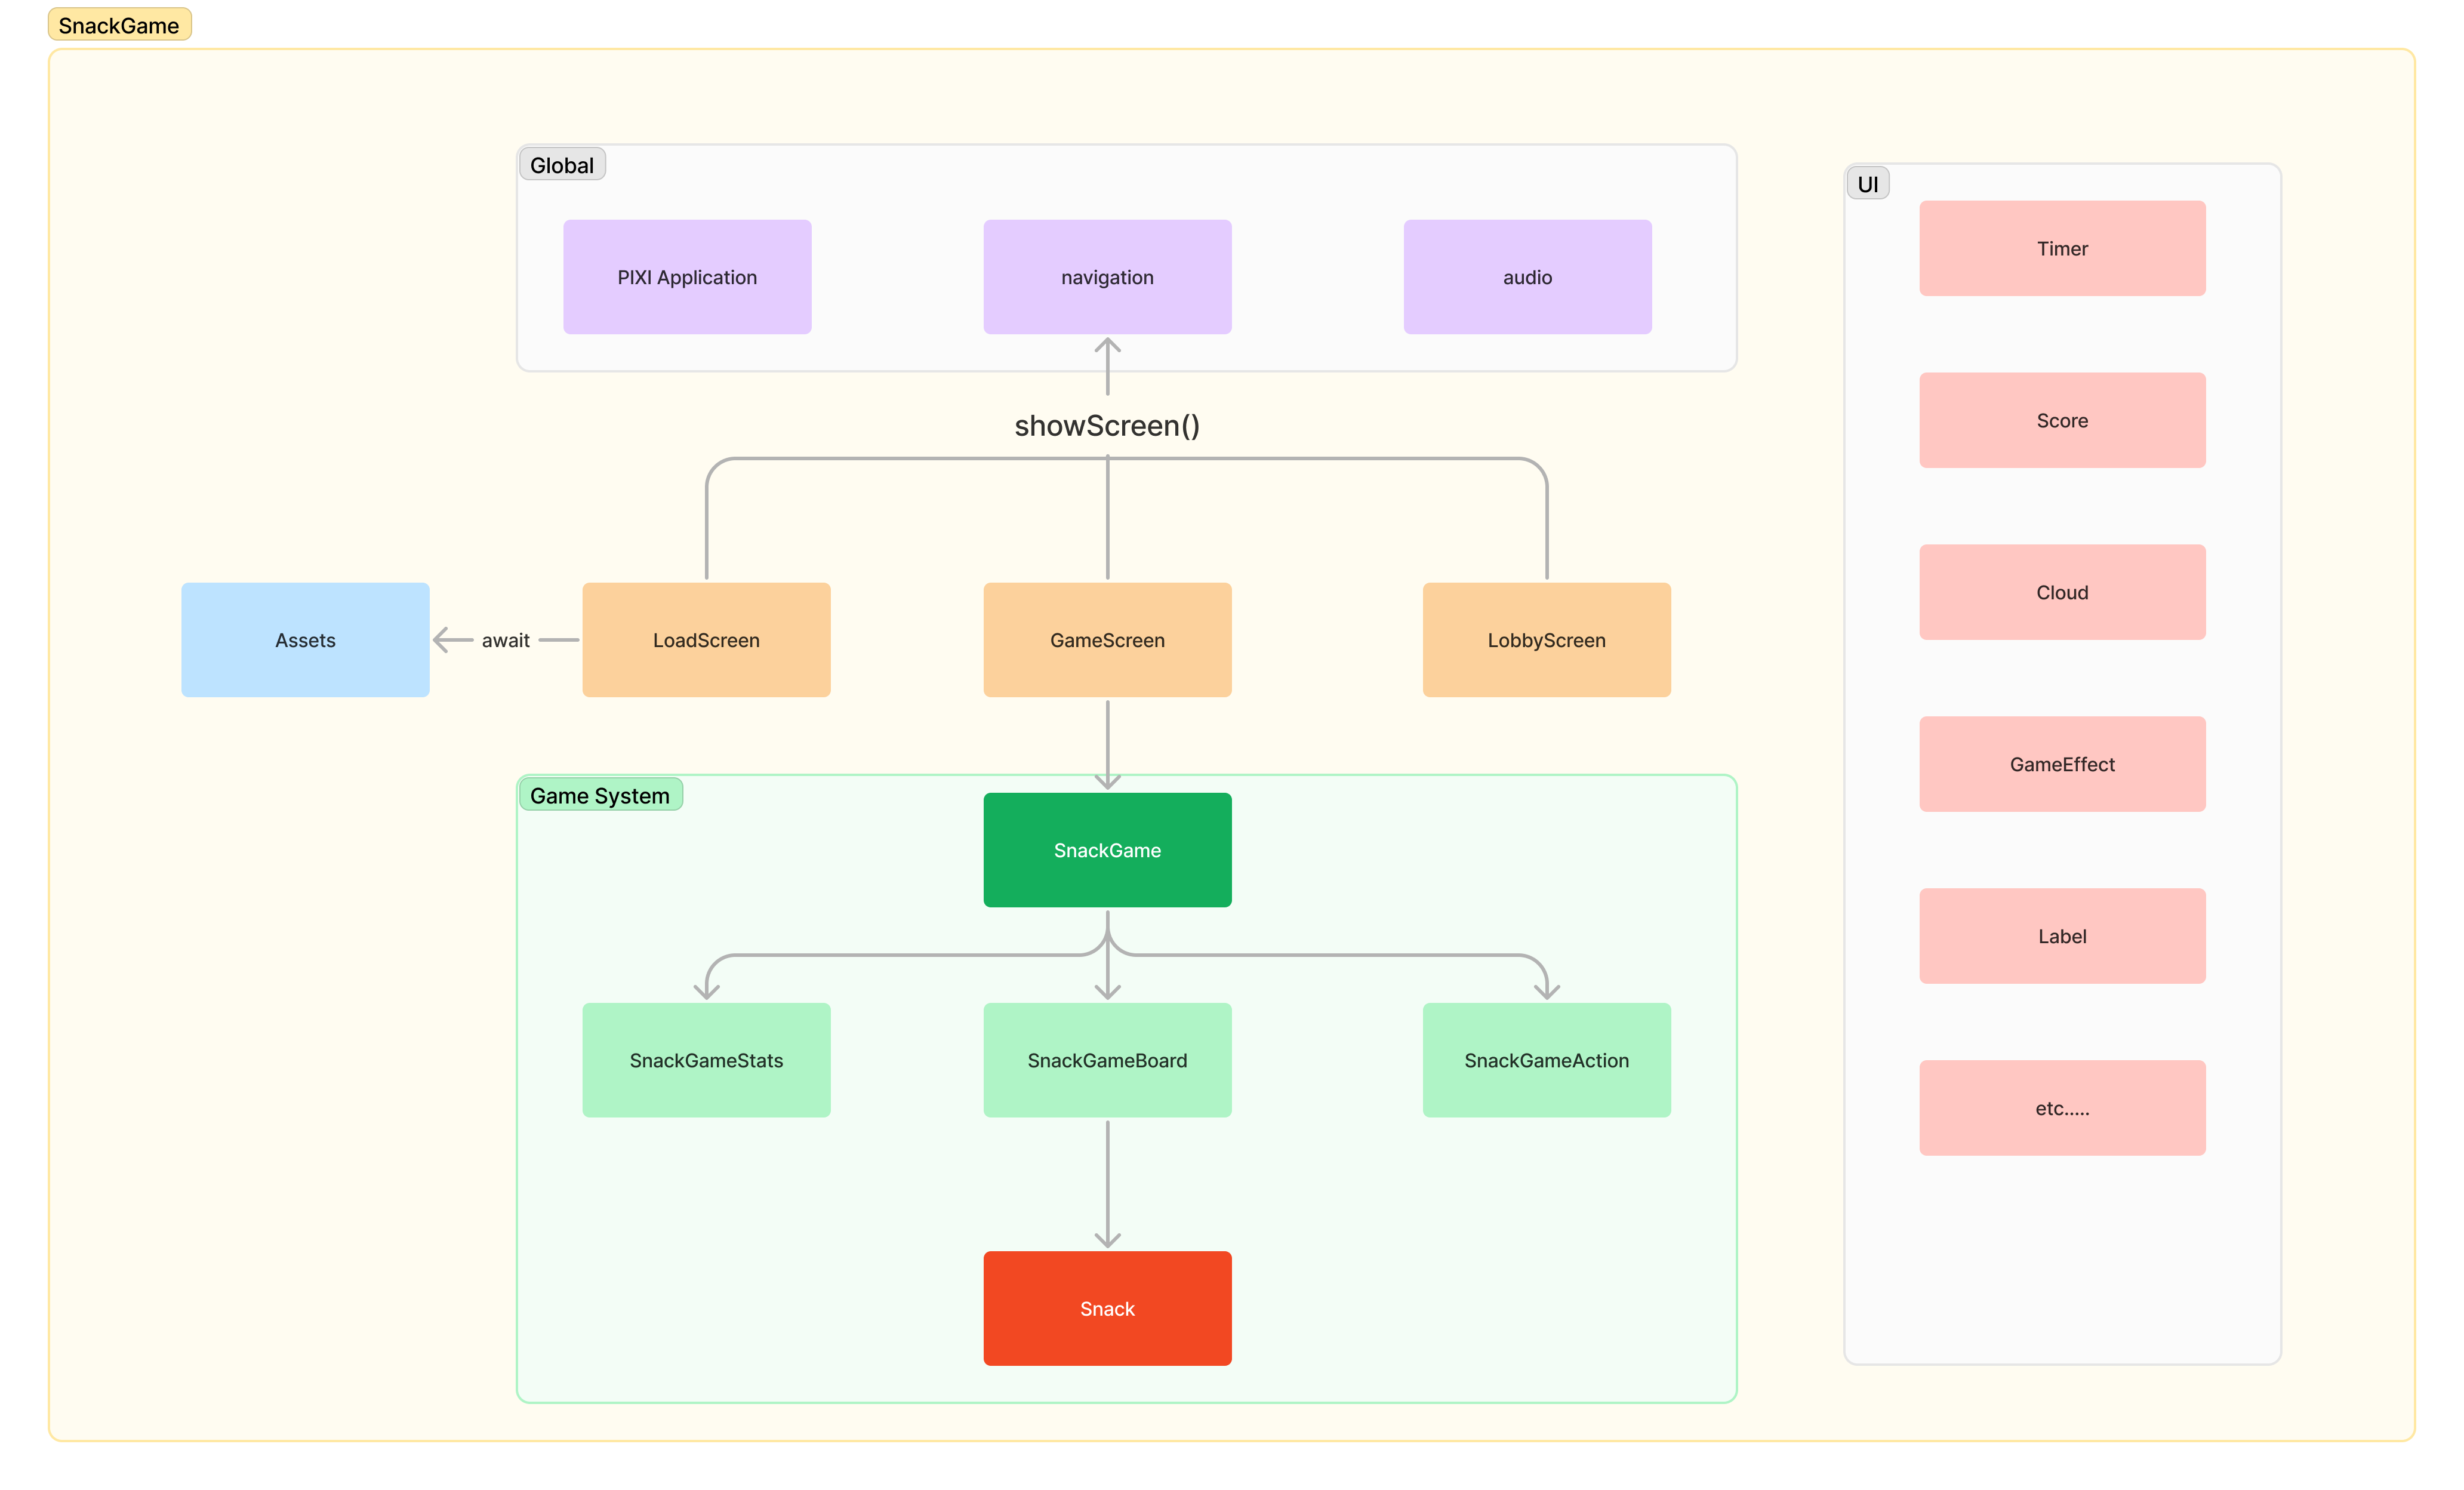 SnackGame
Global
PIXI Application
navigation
audio
showScreen()
Assets
await
LoadScreen
GameScreen
LobbyScreen
Game System
SnackGame
SnackGameStats
SnackGameBoard
SnackGameAction
Snack
UI
Timer
Score
Cloud
GameEffect
Label
etc.....